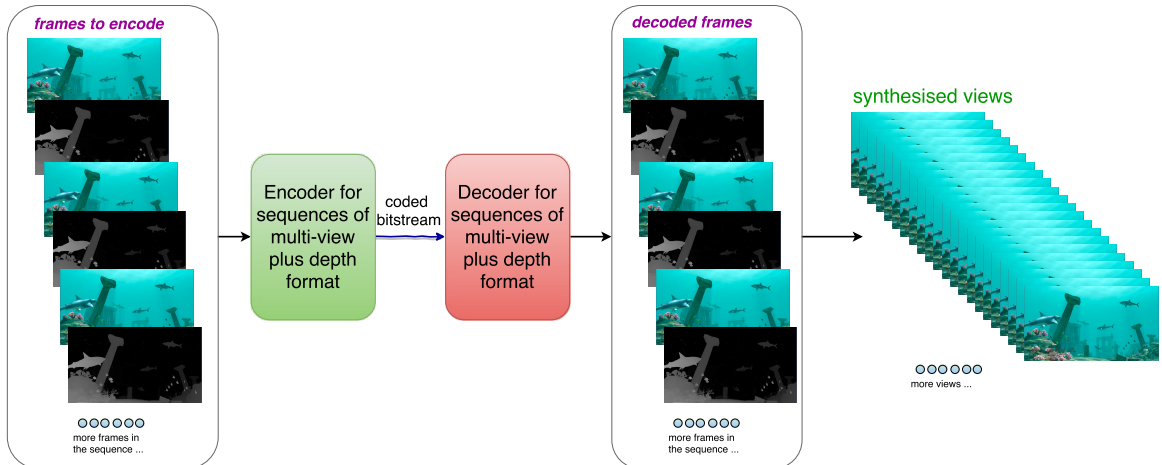 frames to encode
more frames in
the sequence ...
Encoder for
sequences of
multi-view
plus depth
format
coded
bitstream
Decoder for
sequences of
multi-view
plus depth
format
decoded frames
more frames in
the sequence ...
synthesised views
more views ...